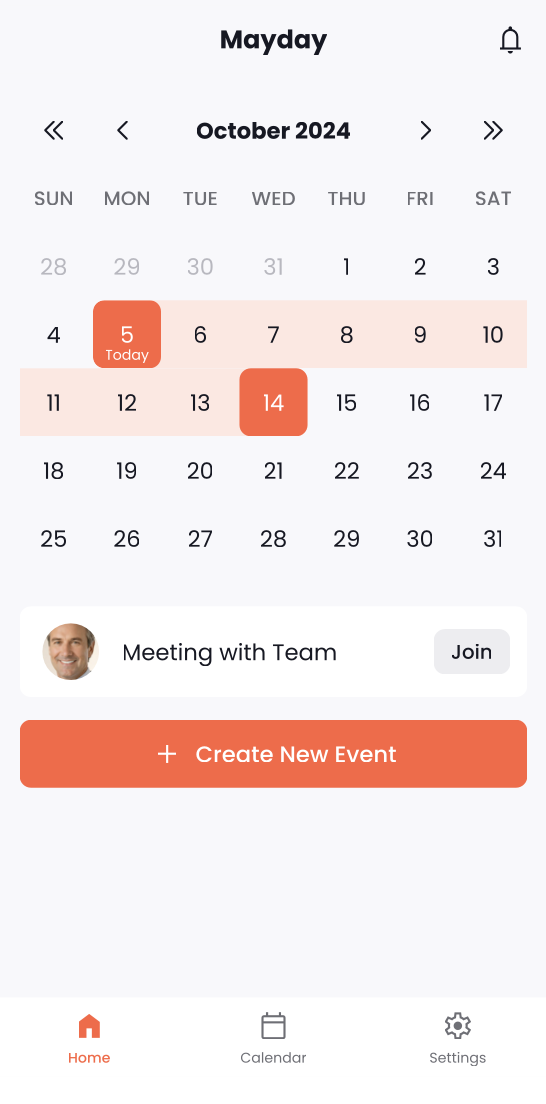 Mayday
October 2024
SUN MON TUE WED THU FRI SAT
28 29 30 31 1 2 3
4 5 6 7 8 9 10
Today
11 12 13 14 15 16 17
18 19 20 21 22 23 24
25 26 27 28 29 30 31
Meeting with Team Join
Create New Event
Home Calendar Settings